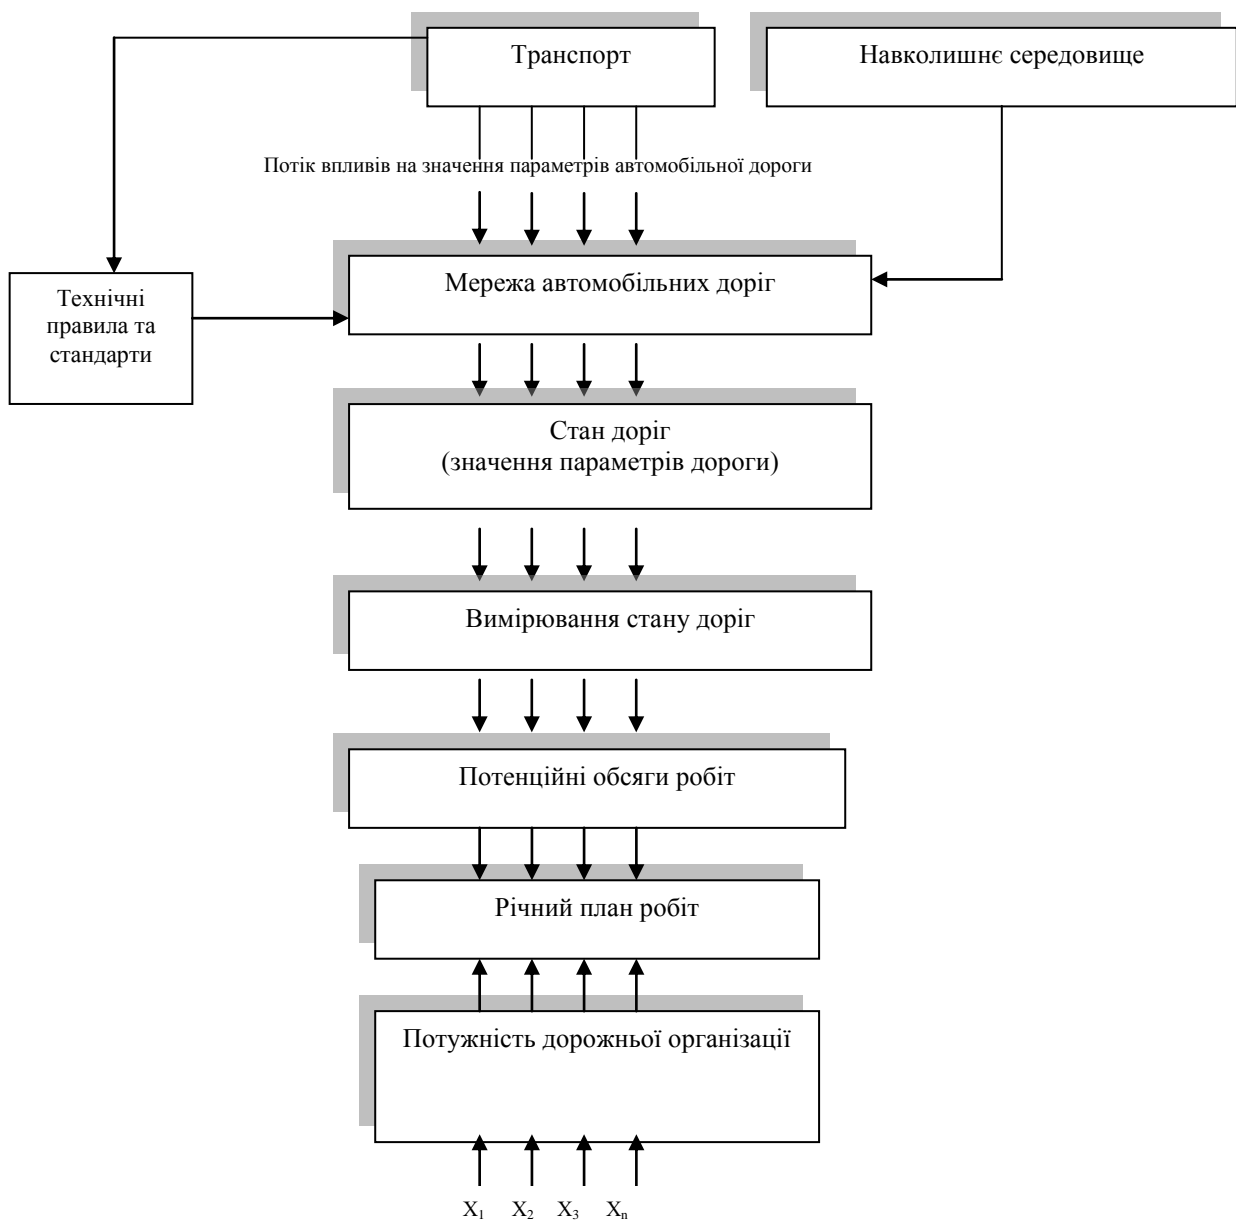 Транспорт
Навколишнє середовище
Потік впливів на значення параметрів автомобільної дороги
Мережа автомобільних доріг
Технічні
правила та
стандарти
Стан доріг
(значення параметрів дороги)
Вимірювання стану доріг
Потенційні обсяги робіт
Річний план робіт
Потужність дорожньої організації
X₁ X₂ X₃ Xₙ